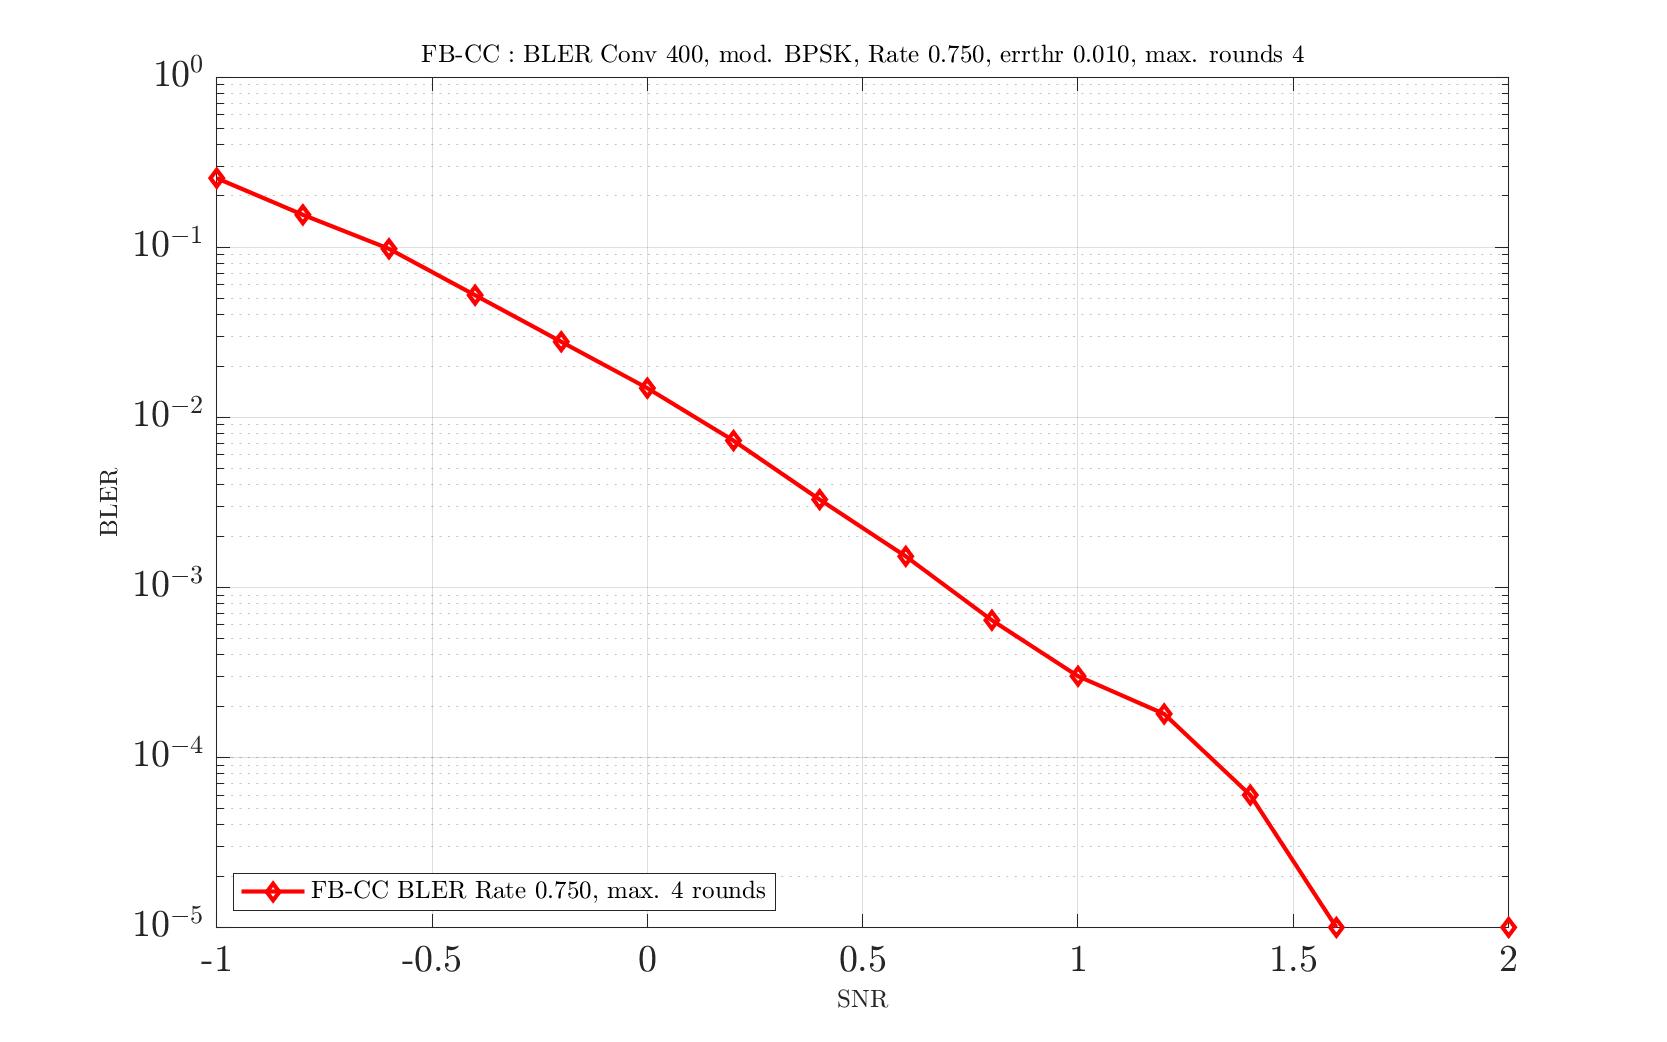 FB-CC : BLER Conv 400, mod. BPSK, Rate 0.750, errthr 0.010, max. rounds 4
10^0
10^{-1}
10^{-2}
10^{-3}
10^{-4}
10^{-5}
BLER
FB-CC BLER Rate 0.750, max. 4 rounds
-1 -0.5 0 0.5 1 1.5 2
SNR